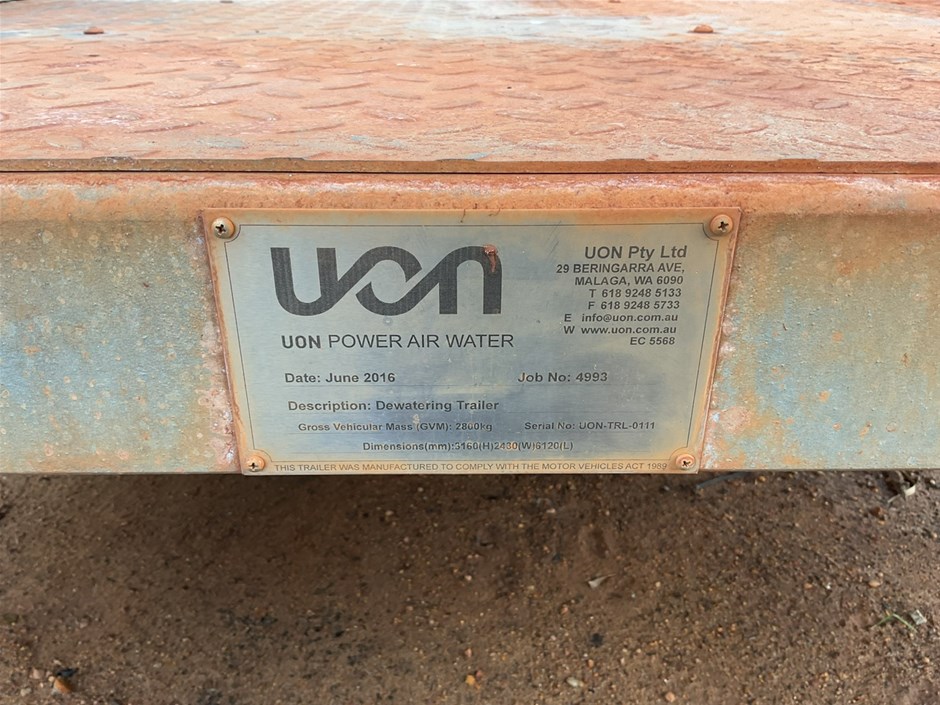 uon
UON POWER AIR WATER
UON Pty Ltd
29 BERINGARRA AVE,
MALAGA, WA 6090
T 618 9248 5133
F 618 9248 5733
E info@uon.com.au
W www.uon.com.au
EC 5568
Date: June 2016 Job No: 4993
Description: Dewatering Trailer
Gross Vehicular Mass (GVM): 2800kg Serial No: UON-TRL-0111
Dimensions(mm):3160(H)2430(W)6120(L)
THIS TRAILER WAS MANUFACTURED TO COMPLY WITH THE MOTOR VEHICLES ACT 1989